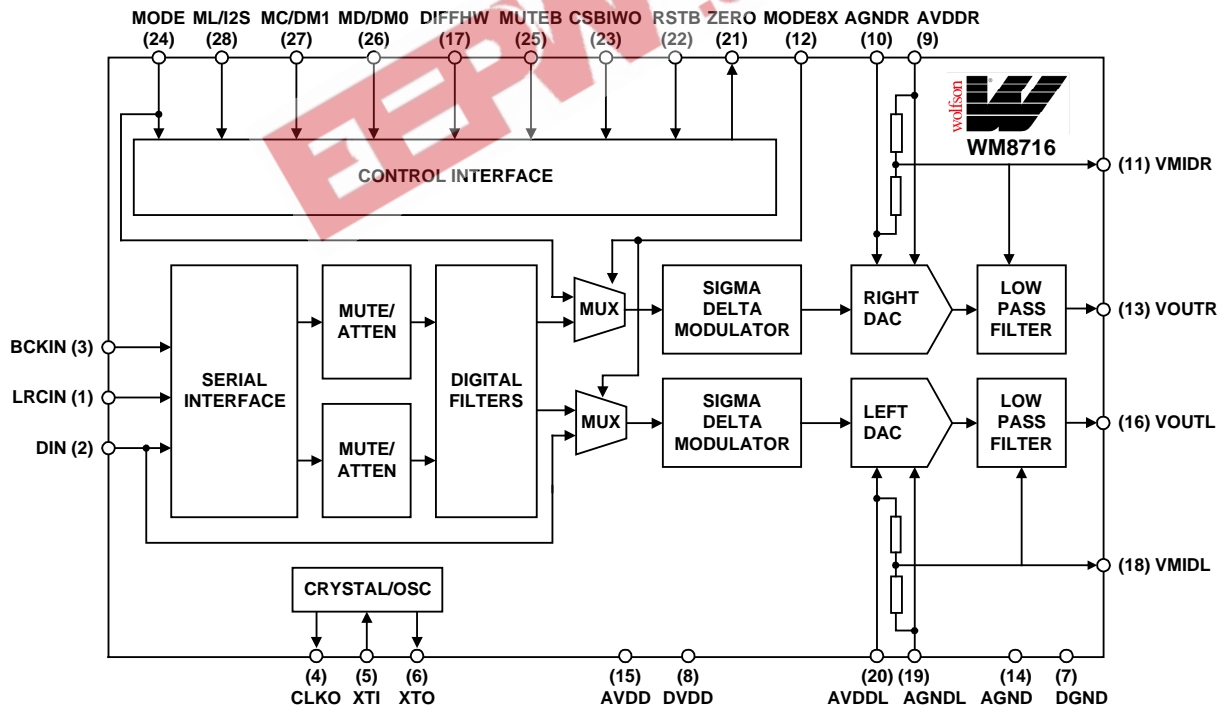 MODE ML/I2S MC/DM1 MD/DM0 DIFFHW MUTEB CSBIWO RSTB ZERO MODE8X AGNDR AVDDR
(24) (28) (27) (26) (17) (25) (23) (22) (21) (12) (10) (9)
EEPW
wolfson
WM8716
CONTROL INTERFACE
(11) VMIDR
SERIAL
INTERFACE
MUTE/
ATTEN
MUTE/
ATTEN
DIGITAL
FILTERS
MUX
MUX
SIGMA
DELTA
MODULATOR
SIGMA
DELTA
MODULATOR
RIGHT
DAC
LEFT
DAC
LOW
PASS
FILTER
LOW
PASS
FILTER
(13) VOUTR
(16) VOUTL
BCKIN (3)
LRCIN (1)
DIN (2)
(18) VMIDL
CRYSTAL/OSC
(4) (5) (6) (15) (8) (20) (19) (14) (7)
CLKO XTI XTO AVDD DVDD AVDDL AGNDL AGND DGND